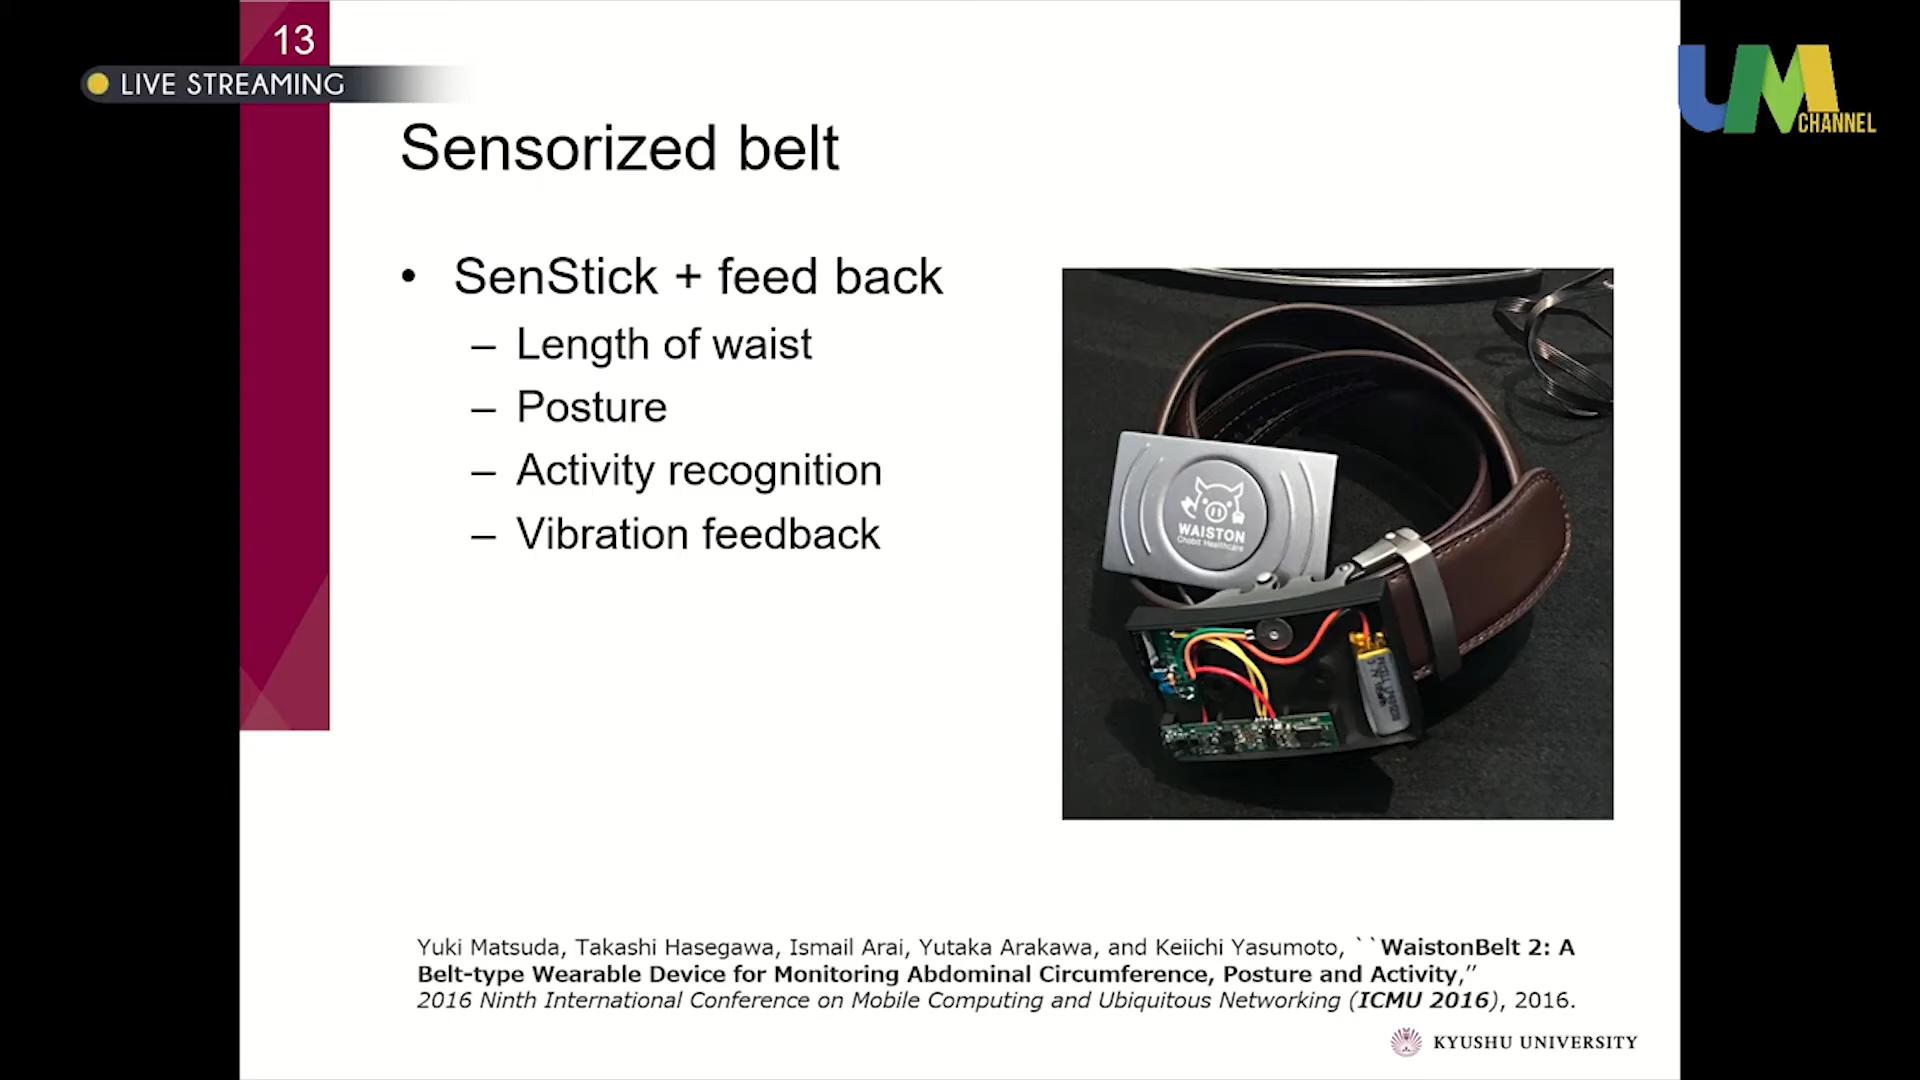 13
LIVE STREAMING
UM
CHANNEL
Sensorized belt
• SenStick + feed back
– Length of waist
– Posture
– Activity recognition
– Vibration feedback
WAISTON
Chobit Healthcare
Yuki Matsuda, Takashi Hasegawa, Ismail Arai, Yutaka Arakawa, and Keiichi Yasumoto, ``WaistonBelt 2: A
Belt-type Wearable Device for Monitoring Abdominal Circumference, Posture and Activity,”
2016 Ninth International Conference on Mobile Computing and Ubiquitous Networking (ICMU 2016), 2016.
KYUSHU UNIVERSITY